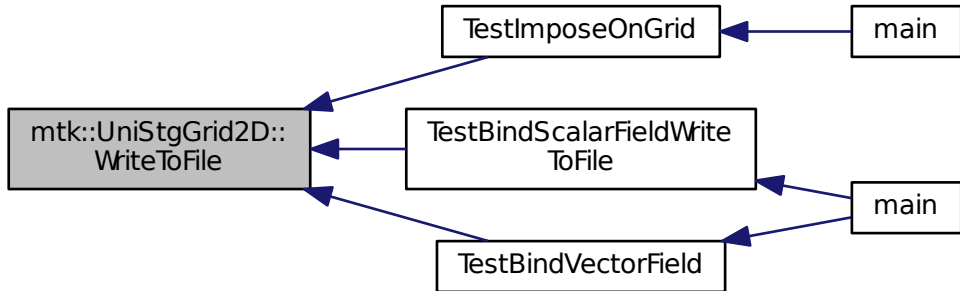 TestImposeOnGrid
main
mtk::UniStgGrid2D::
WriteToFile
TestBindScalarFieldWrite
ToFile
main
TestBindVectorField